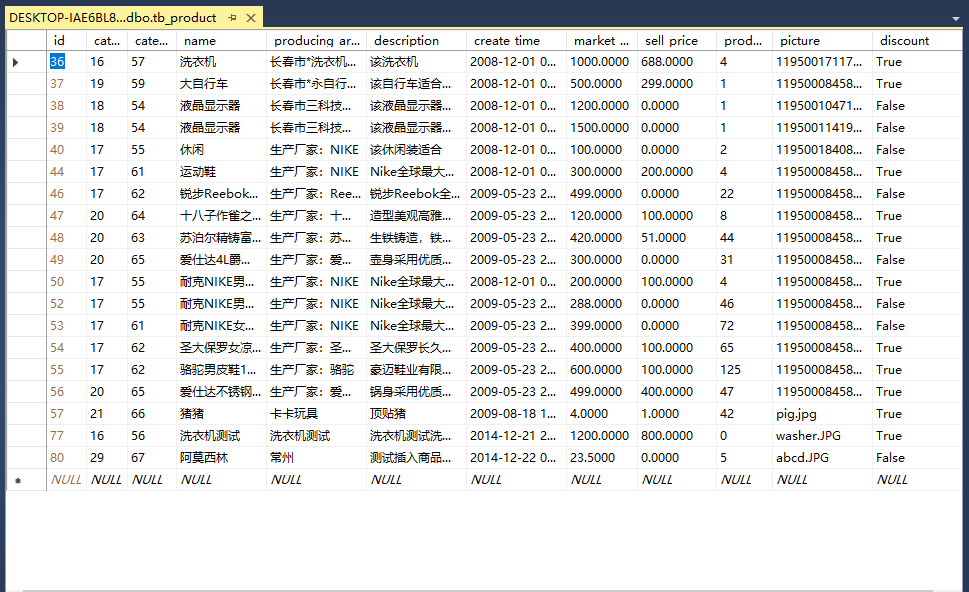 DESKTOP-IAE6BL8...dbo.tb_product
id cat... cate... name producing_ar... description create_time market_... sell_price prod... picture discount
36 16 57 洗衣机 长春市*洗衣机... 该洗衣机 2008-12-01 0... 1000.0000 688.0000 4 11950017117... True
37 19 59 大自行车 长春市*永自行... 该自行车适合... 2008-12-01 0... 500.0000 299.0000 1 11950008458... True
38 18 54 液晶显示器 长春市三科技... 该液晶显示器... 2008-12-01 0... 1200.0000 0.0000 1 11950010471... False
39 18 54 液晶显示器 长春市三科技... 该液晶显示器... 2008-12-01 0... 1500.0000 0.0000 1 11950011419... False
40 17 55 休闲 生产厂家：NIKE 该休闲装适合 2008-12-01 0... 100.0000 0.0000 2 11950018408... False
44 17 61 运动鞋 生产厂家：NIKE Nike全球最大... 2008-12-01 0... 300.0000 200.0000 4 11950008458... True
46 17 62 锐步Reebok... 生产厂家：Ree... 锐步Reebok全... 2009-05-23 2... 499.0000 0.0000 22 11950008458... False
47 20 64 十八子作雀之... 生产厂家：十... 造型美观高雅... 2009-05-23 2... 120.0000 100.0000 8 11950008458... True
48 20 63 苏泊尔精铸富... 生产厂家：苏... 生铁铸造，铁... 2009-05-23 2... 420.0000 51.0000 44 11950008458... True
49 20 65 爱仕达4L爵... 生产厂家：爱... 壶身采用优质... 2009-05-23 2... 300.0000 0.0000 31 11950008458... False
50 17 55 耐克NIKE男... 生产厂家：NIKE Nike全球最大... 2008-12-01 0... 200.0000 100.0000 4 11950008458... True
52 17 55 耐克NIKE男... 生产厂家：NIKE Nike全球最大... 2009-05-23 2... 288.0000 0.0000 46 11950008458... False
53 17 61 耐克NIKE女... 生产厂家：NIKE Nike全球最大... 2009-05-23 2... 399.0000 0.0000 72 11950008458... False
54 17 62 圣大保罗女凉... 生产厂家：圣... 圣大保罗长久... 2009-05-23 2... 400.0000 100.0000 65 11950008458... True
55 17 62 骆驼男皮鞋1... 生产厂家：骆驼 豪迈鞋业有限... 2009-05-23 2... 600.0000 100.0000 125 11950008458... True
56 20 65 爱仕达不锈钢... 生产厂家：爱... 锅身采用优质... 2009-05-23 2... 499.0000 400.0000 47 11950008458... True
57 21 66 猪猪 卡卡玩具 顶贴猪 2009-08-18 1... 4.0000 1.0000 42 pig.jpg True
77 16 56 洗衣机测试 洗衣机测试 洗衣机测试洗... 2014-12-21 2... 1200.0000 800.0000 0 washer.JPG True
80 29 67 阿莫西林 常州 测试插入商品... 2014-12-22 0... 23.5000 0.0000 5 abcd.JPG False
NULL NULL NULL NULL NULL NULL NULL NULL NULL NULL NULL NULL